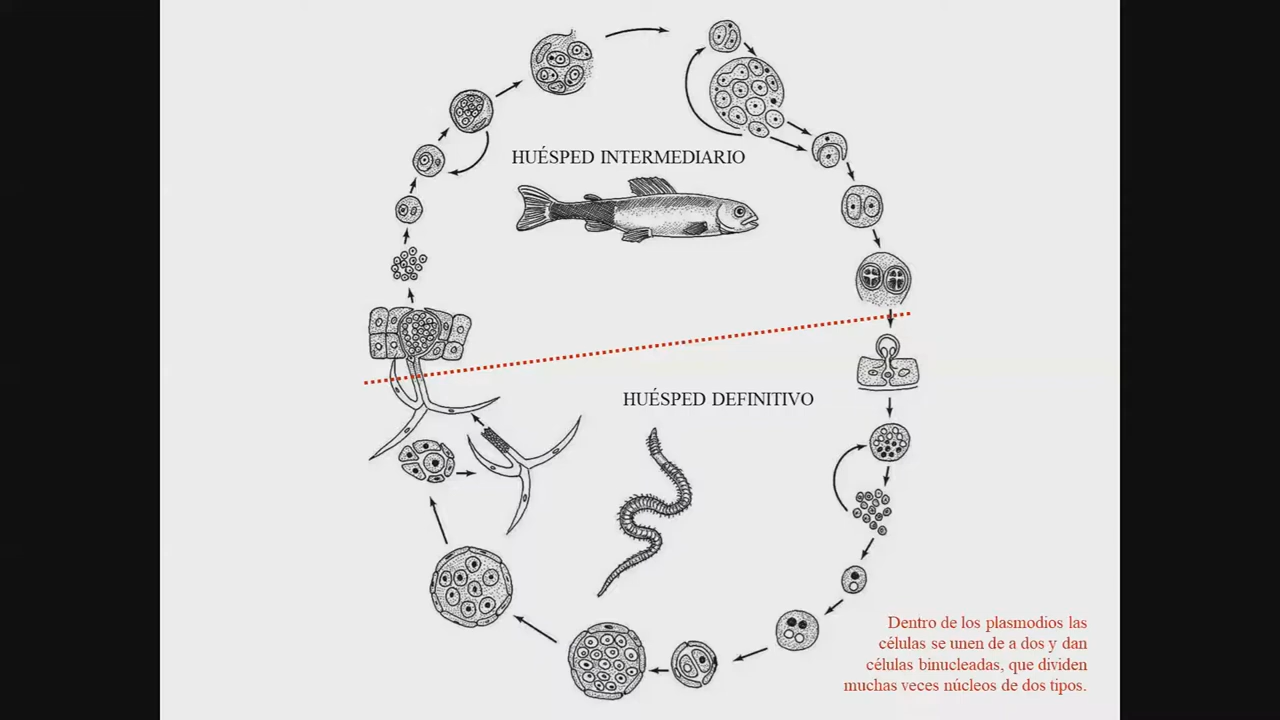 HUÉSPED INTERMEDIARIO
HUÉSPED DEFINITIVO
Dentro de los plasmodios las
células se unen de a dos y dan
células binucleadas, que dividen
muchas veces núcleos de dos tipos.